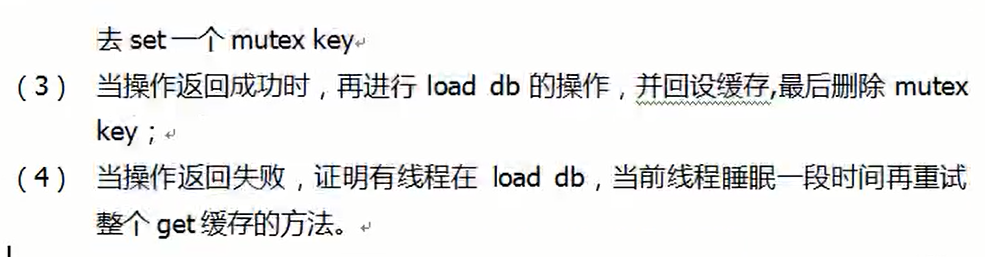 去 set 一个 mutex key
（3） 当操作返回成功时，再进行 load db 的操作，并回设缓存,最后删除 mutex
key；
（4） 当操作返回失败，证明有线程在 load db，当前线程睡眠一段时间再重试
整个 get 缓存的方法。